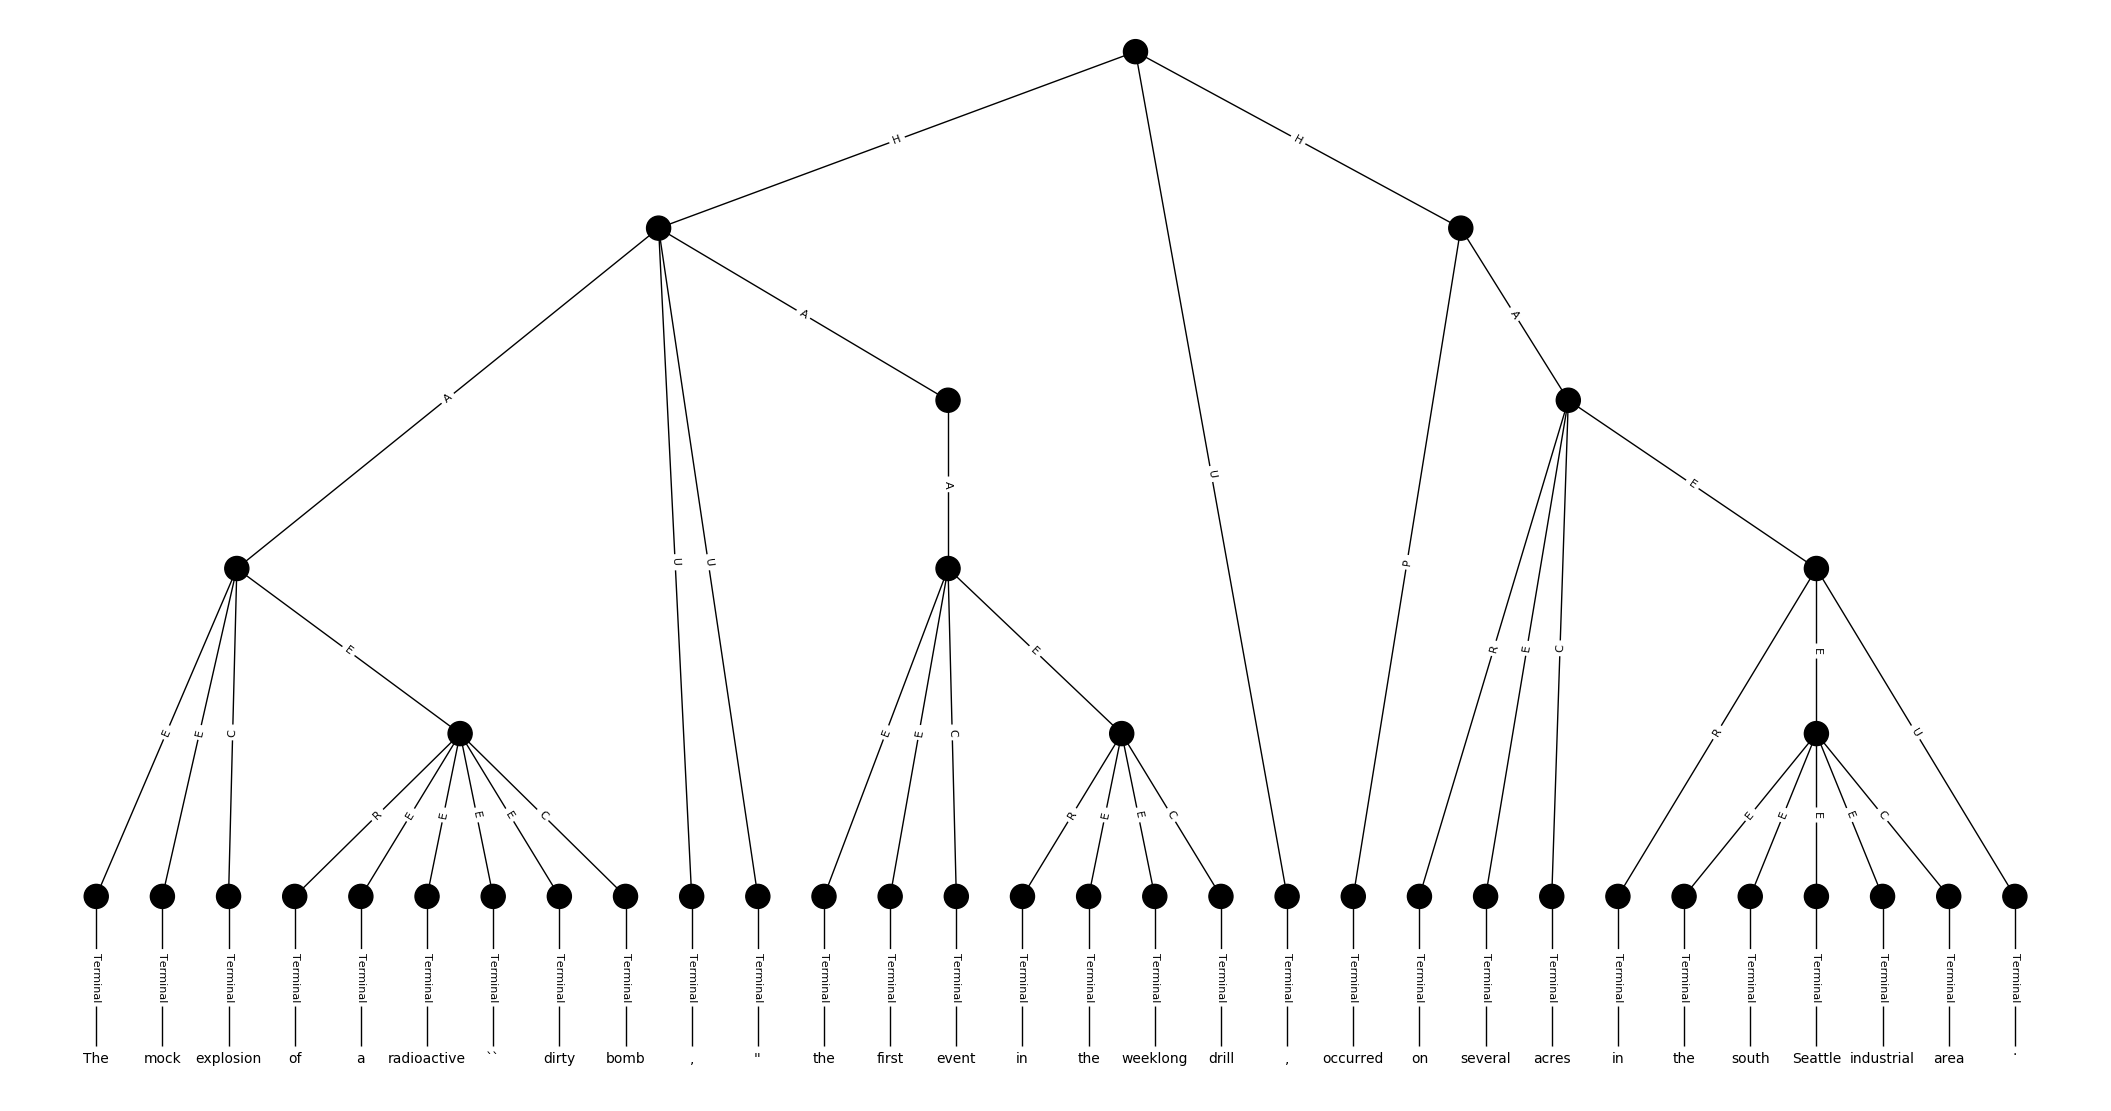 H H
A A U A
A P E
E E C E U U E E C E R E C R E U
R E E E E C R E E C E E E E C
Terminal Terminal Terminal Terminal Terminal Terminal Terminal Terminal Terminal Terminal Terminal Terminal Terminal Terminal Terminal Terminal Terminal Terminal Terminal Terminal Terminal Terminal Terminal Terminal Terminal Terminal Terminal Terminal Terminal Terminal
The mock explosion of a radioactive `` dirty bomb , " the first event in the weeklong drill , occurred on several acres in the south Seattle industrial area .